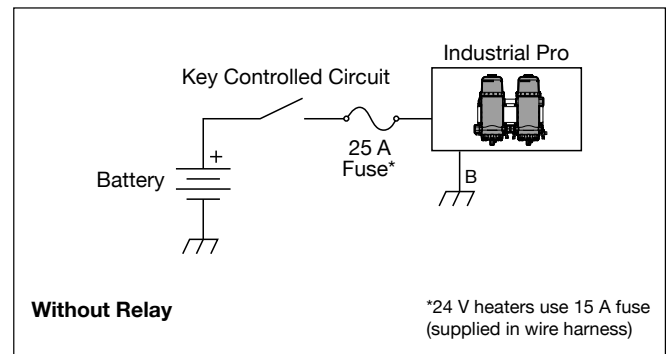 Industrial Pro
Key Controlled Circuit
25 A
Fuse*
+
Battery
B
Without Relay
*24 V heaters use 15 A fuse
(supplied in wire harness)